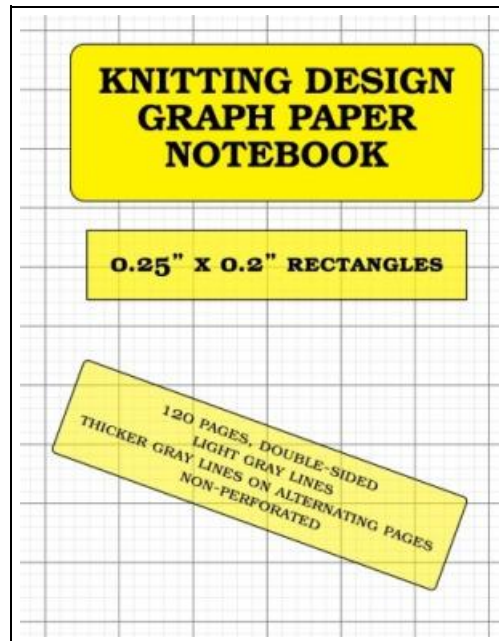 KNITTING DESIGN
GRAPH PAPER
NOTEBOOK
0.25” X 0.2” RECTANGLES
120 PAGES, DOUBLE-SIDED
LIGHT GRAY LINES
THICKER GRAY LINES ON ALTERNATING PAGES
NON-PERFORATED